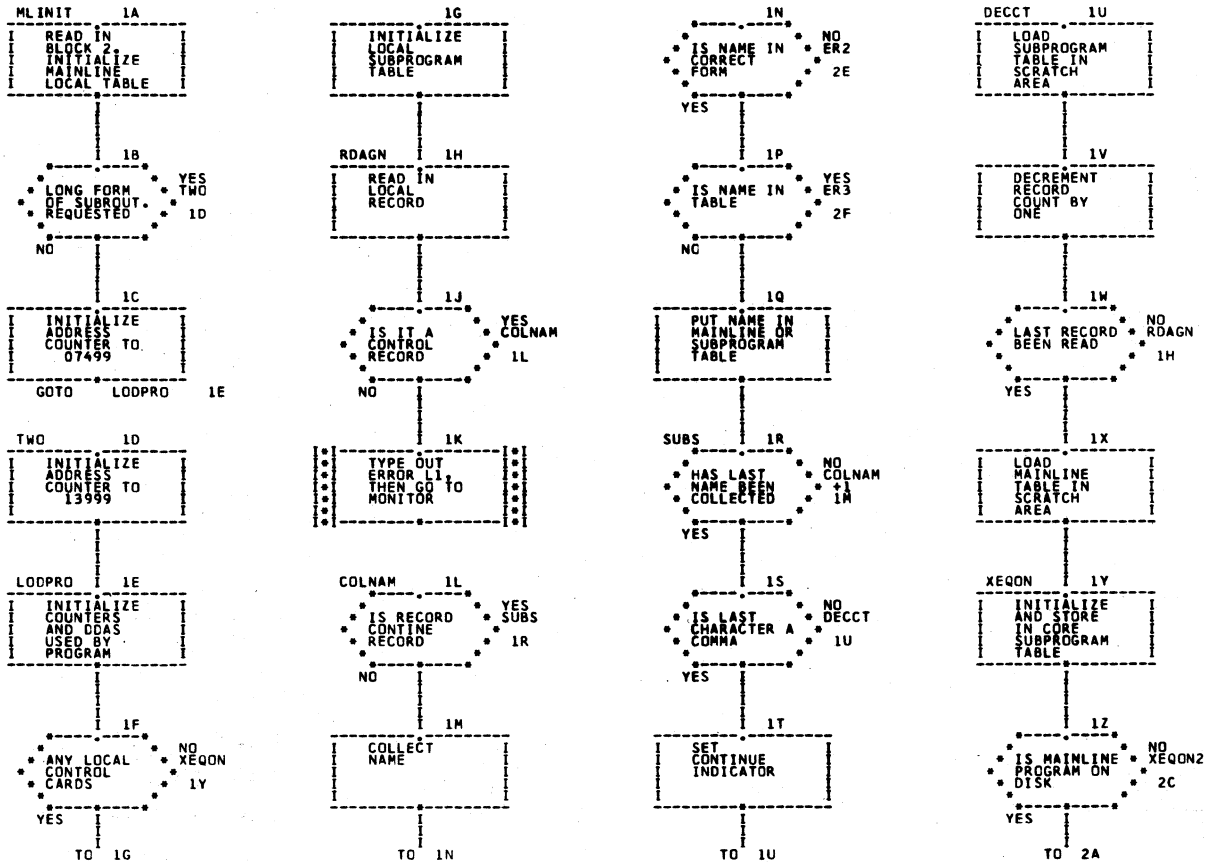 MLINIT 1A
READ IN
BLOCK 2.
INITIALIZE
MAINLINE
LOCAL TABLE
1B
LONG FORM
OF SUBROUT.
REQUESTED
YES
TWO
1D
NO
1C
INITIALIZE
ADDRESS
COUNTER TO
07499
GOTO LODPRO 1E
TWO 1D
INITIALIZE
ADDRESS
COUNTER TO
13999
LODPRO 1E
INITIALIZE
COUNTERS
AND DDAS
USED BY
PROGRAM
1F
ANY LOCAL
CONTROL
CARDS
NO
XEQON
1Y
YES
TO 1G
1G
INITIALIZE
LOCAL
SUBPROGRAM
TABLE
RDAGN 1H
READ IN
LOCAL
RECORD
1J
IS IT A
CONTROL
RECORD
YES
COLNAM
1L
NO
1K
TYPE OUT
ERROR L1,
THEN GO TO
MONITOR
COLNAM 1L
IS RECORD
CONTINE
RECORD
YES
SUBS
1R
NO
1M
COLLECT
NAME
TO 1N
1N
IS NAME IN
CORRECT
FORM
NO
ER2
2E
YES
1P
IS NAME IN
TABLE
YES
ER3
2F
NO
1Q
PUT NAME IN
MAINLINE OR
SUBPROGRAM
TABLE
SUBS 1R
HAS LAST
NAME BEEN
COLLECTED
NO
COLNAM
+1
1M
YES
1S
IS LAST
CHARACTER A
COMMA
NO
DECCT
1U
YES
1T
SET
CONTINUE
INDICATOR
TO 1U
DECCT 1U
LOAD
SUBPROGRAM
TABLE IN
SCRATCH
AREA
1V
DECREMENT
RECORD
COUNT BY
ONE
1W
LAST RECORD
BEEN READ
NO
RDAGN
1H
YES
1X
LOAD
MAINLINE
TABLE IN
SCRATCH
AREA
XEQON 1Y
INITIALIZE
AND STORE
IN CORE
SUBPROGRAM
TABLE
1Z
IS MAINLINE
PROGRAM ON
DISK
NO
XEQON2
2C
YES
TO 2A